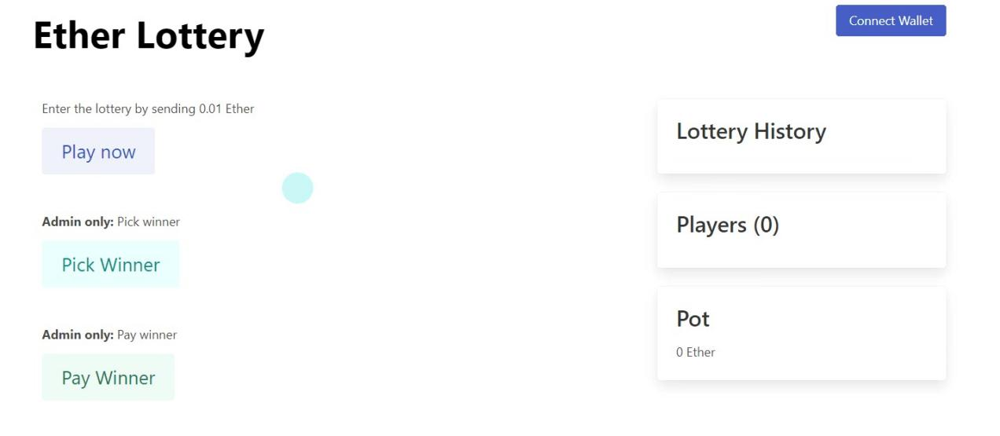 Ether Lottery
Connect Wallet
Enter the lottery by sending 0.01 Ether
Play now
Admin only: Pick winner
Pick Winner
Admin only: Pay winner
Pay Winner
Lottery History
Players (0)
Pot
0 Ether